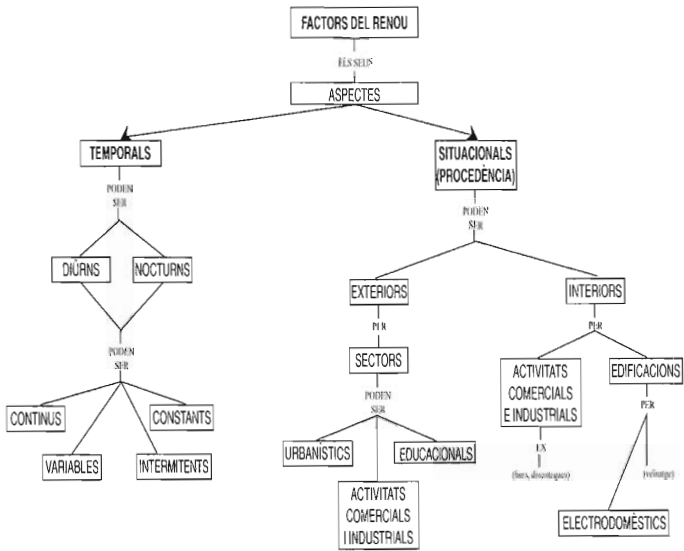 FACTORS DEL RENOU
ELS SEUS
ASPECTES
TEMPORALS
PODEN
SER
DIÜRNS
NOCTURNS
PODEN
SER
CONTINUS
CONSTANTS
VARIABLES
INTERMITENTS
SITUACIONALS
(PROCEDÈNCIA)
PODEN
SER
EXTERIORS
PER
SECTORS
PODEN
SER
URBANÍSTICS
EDUCACIONALS
ACTIVITATS
COMERCIALS
I INDUSTRIALS
INTERIORS
PER
ACTIVITATS
COMERCIALS
E INDUSTRIALS
EX
(bars, discoteques)
EDIFICACIONS
PER
(veïnatge)
ELECTRODOMÈSTICS